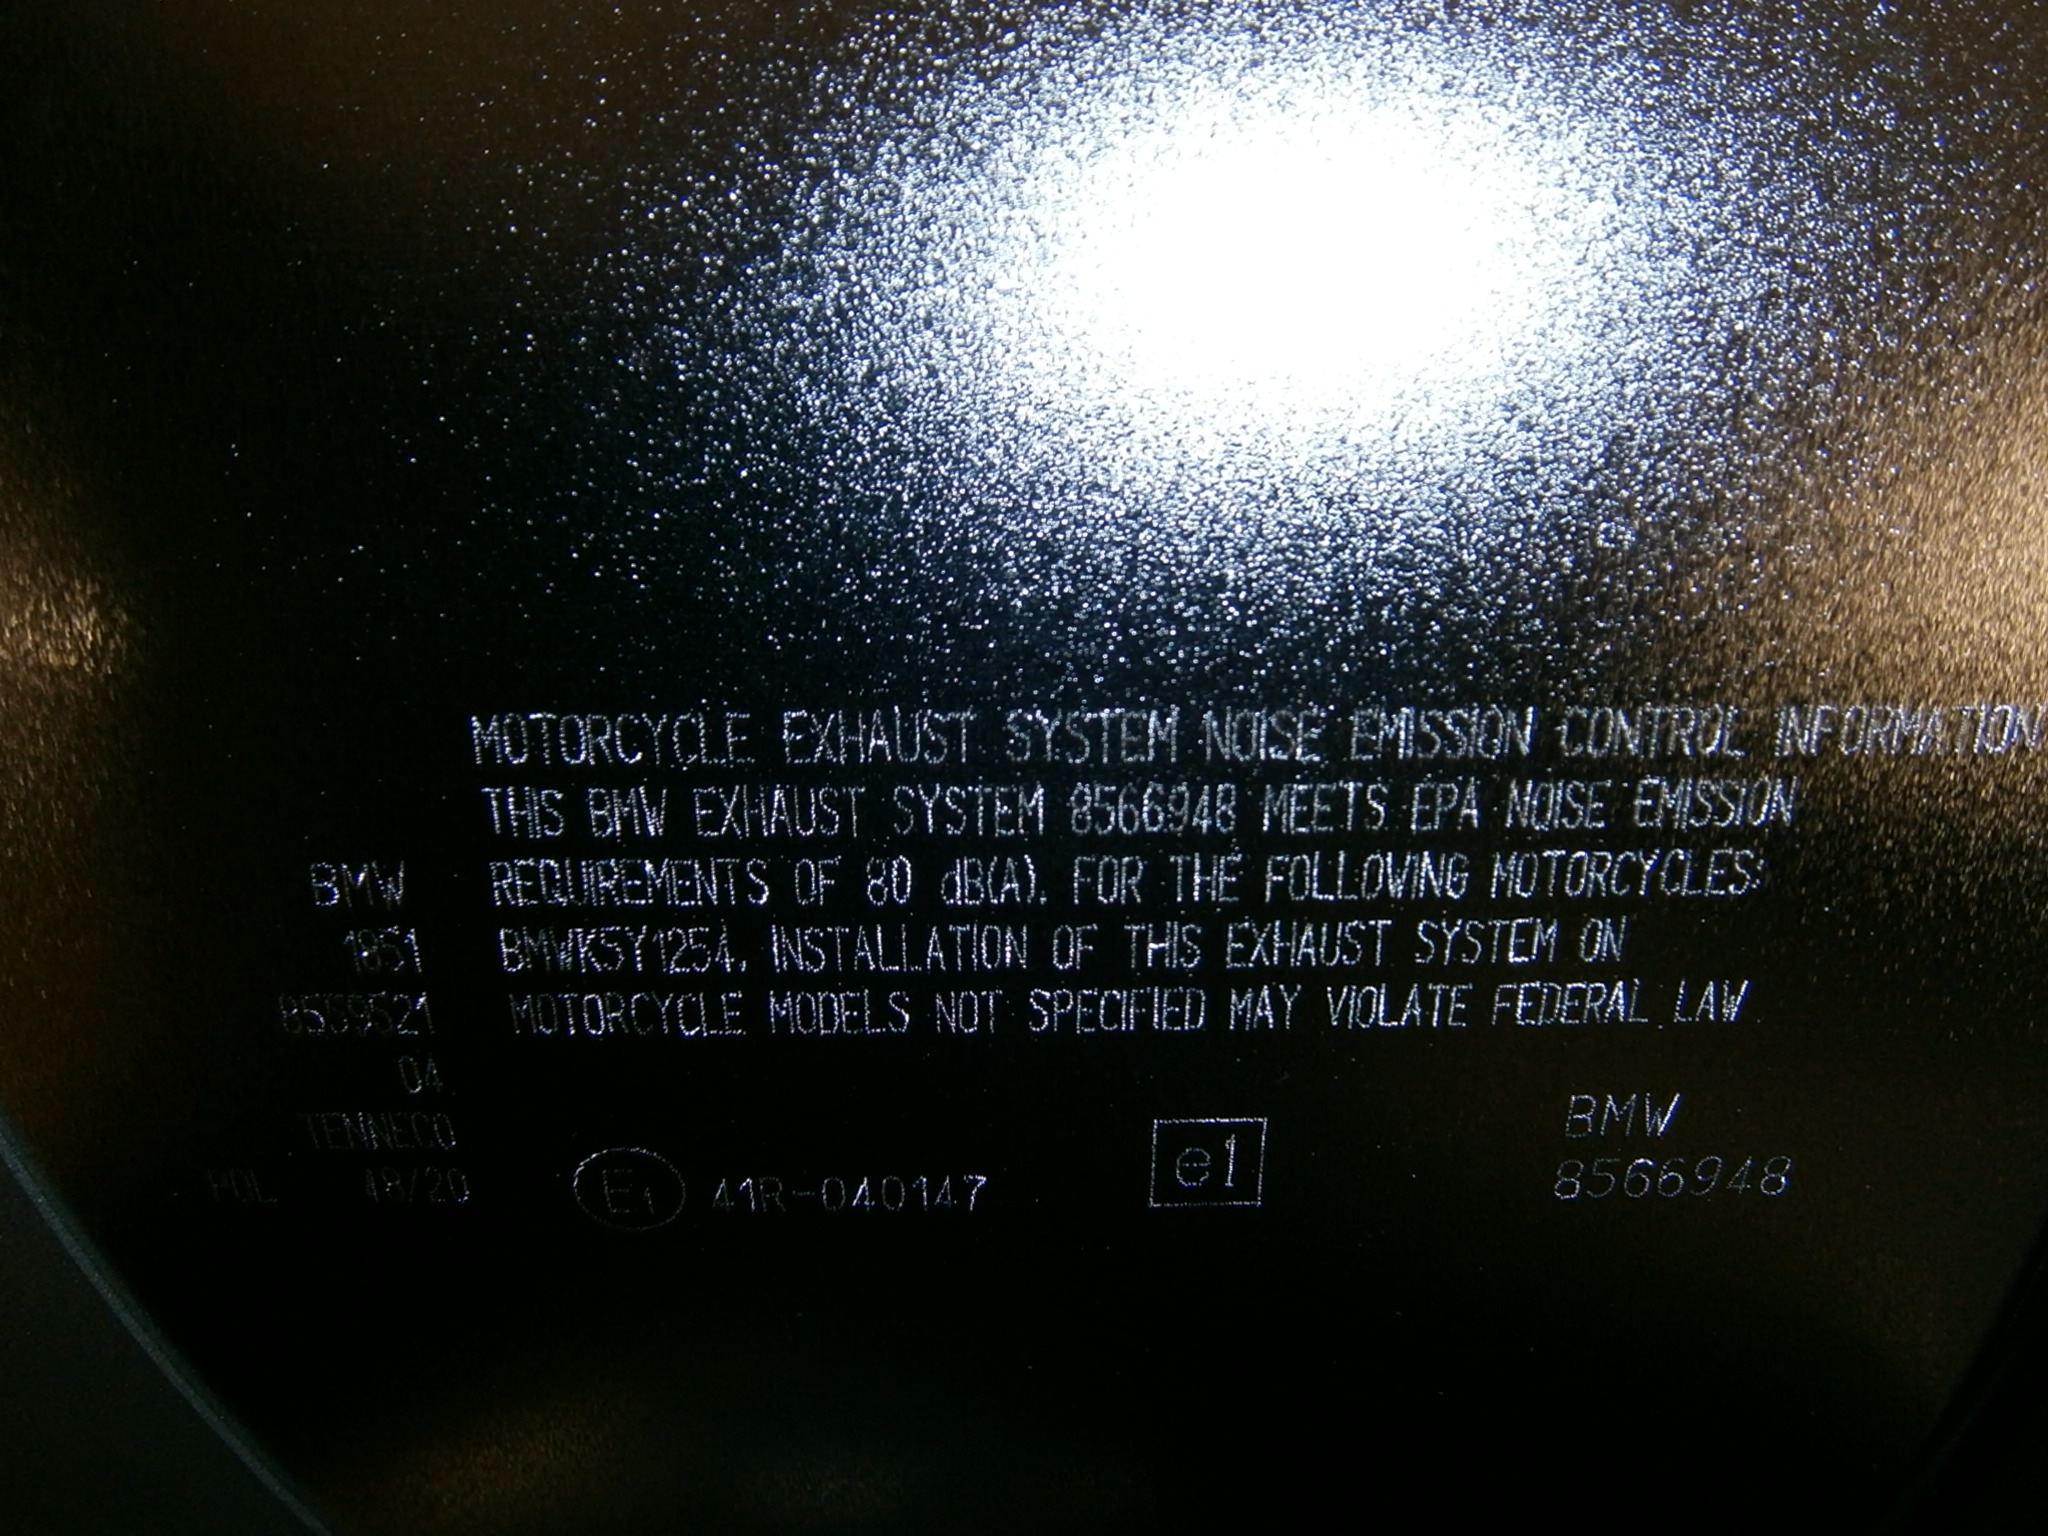 MOTORCYCLE EXHAUST SYSTEM NOISE EMISSION CONTROL INFORMATION
THIS BMW EXHAUST SYSTEM 8566948 MEETS EPA NOISE EMISSION
REQUIREMENTS OF 80 dB(A). FOR THE FOLLOWING MOTORCYCLES:
BMWKSY1254. INSTALLATION OF THIS EXHAUST SYSTEM ON
MOTORCYCLE MODELS NOT SPECIFIED MAY VIOLATE FEDERAL LAW
BMW
1851
8559521
04
TENNECO
POL 48/20
E1 41R-040147
e1
BMW
8566948